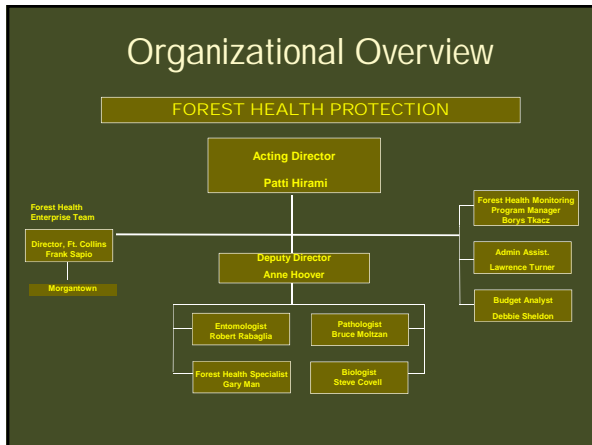 Organizational Overview
FOREST HEALTH PROTECTION
Acting Director
Patti Hirami
Forest Health
Enterprise Team
Director, Ft. Collins
Frank Sapio
Morgantown
Deputy Director
Anne Hoover
Forest Health Monitoring
Program Manager
Borys Tkacz
Admin Assist.
Lawrence Turner
Budget Analyst
Debbie Sheldon
Entomologist
Robert Rabaglia
Pathologist
Bruce Moltzan
Forest Health Specialist
Gary Man
Biologist
Steve Covell